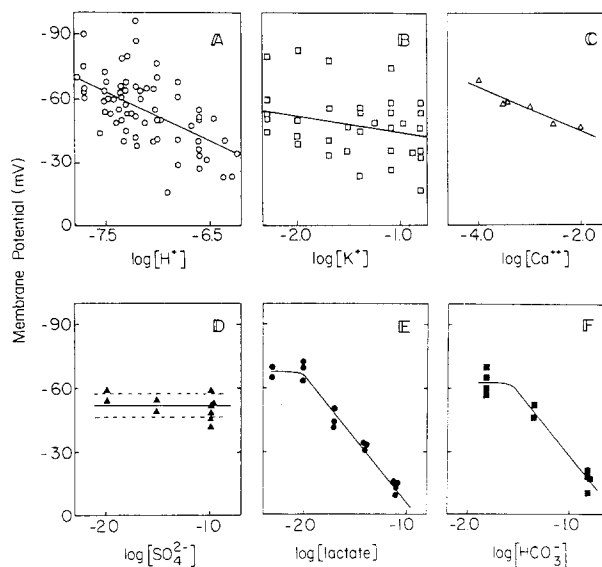 Membrane Potential (mV)
-90
-60
-30
0
A
-7.5
-6.5
log[H⁺]
B
-2.0
-1.0
log[K⁺]
C
-4.0
-2.0
log[Ca⁺⁺]
-90
-60
-30
0
D
-2.0
-1.0
log[SO₄²⁻]
E
-2.0
-1.0
log[lactate]
F
-2.0
-1.0
log[HCO₃⁻]